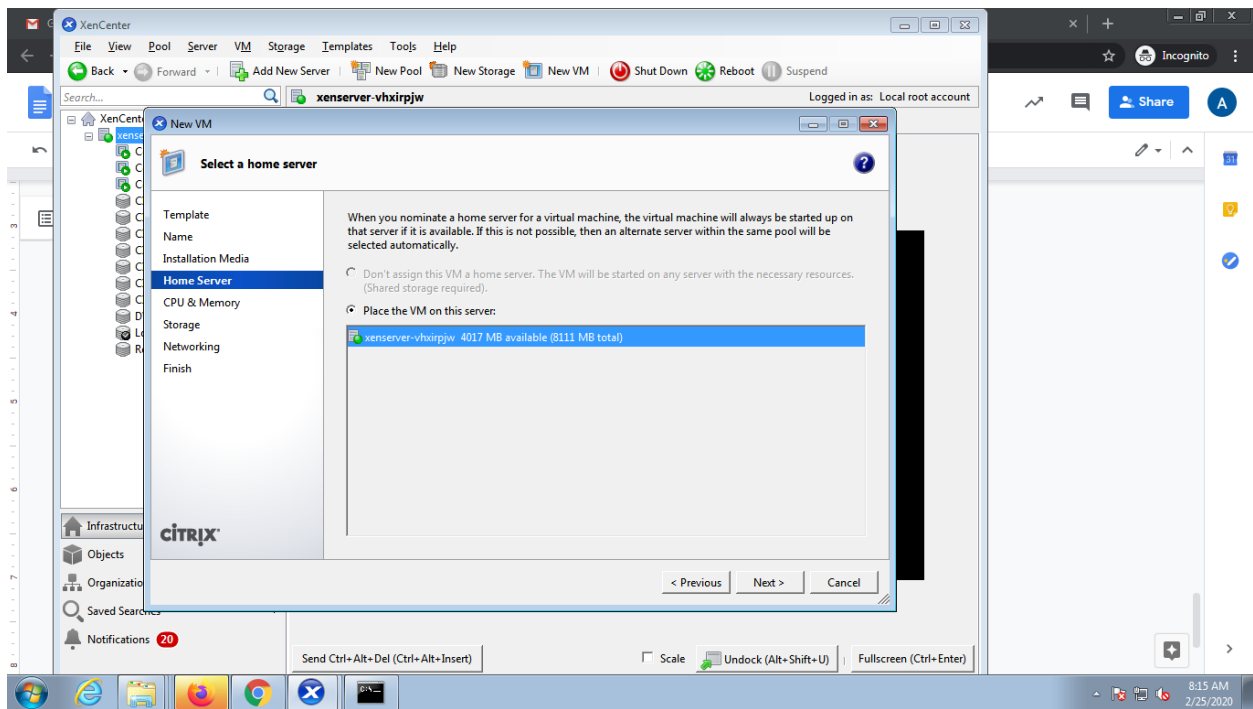 G
XenCenter
Incognito
File View Pool Server VM Storage Templates Tools Help
Back Forward Add New Server New Pool New Storage New VM Shut Down Reboot Suspend
Search...
xenserver-vhxirpjw
Logged in as: Local root account
Share
A
XenCent
xense
New VM
Select a home server
31
Template
Name
Installation Media
Home Server
CPU & Memory
Storage
Networking
Finish
When you nominate a home server for a virtual machine, the virtual machine will always be started up on
that server if it is available. If this is not possible, then an alternate server within the same pool will be
selected automatically.
Don't assign this VM a home server. The VM will be started on any server with the necessary resources.
(Shared storage required).
Place the VM on this server:
xenserver-vhxirpjw 4017 MB available (8111 MB total)
CİTRIX
< Previous Next > Cancel
Infrastructu
Objects
Organizatio
Saved Searches
Notifications 20
Send Ctrl+Alt+Del (Ctrl+Alt+Insert)
Scale
Undock (Alt+Shift+U)
Fullscreen (Ctrl+Enter)
8:15 AM
2/25/2020